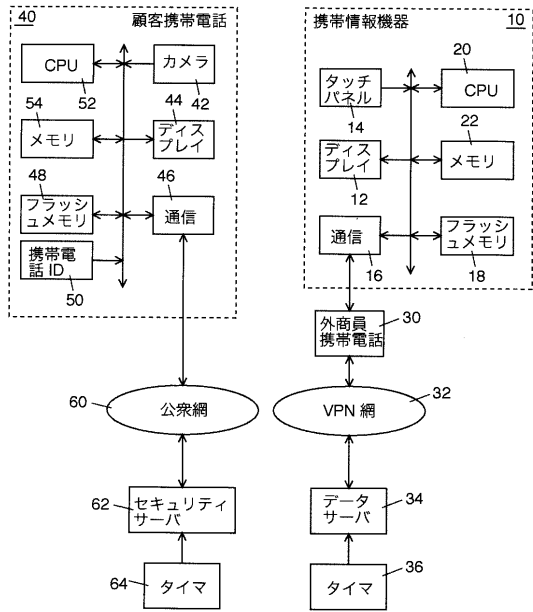 40
顧客携帯電話
CPU
52
カメラ
42
54
メモリ
44
ディス
プレイ
48
フラッシ
ュメモリ
46
通信
携帯電
話 ID
50
携帯情報機器
10
タッチ
パネル
14
20
CPU
ディス
プレイ
12
22
メモリ
通信
16
フラッシ
ュメモリ
18
外商員
携帯電話
30
60
公衆網
VPN 網
32
62
セキュリティ
サーバ
データ
サーバ
34
64
タイマ
タイマ
36